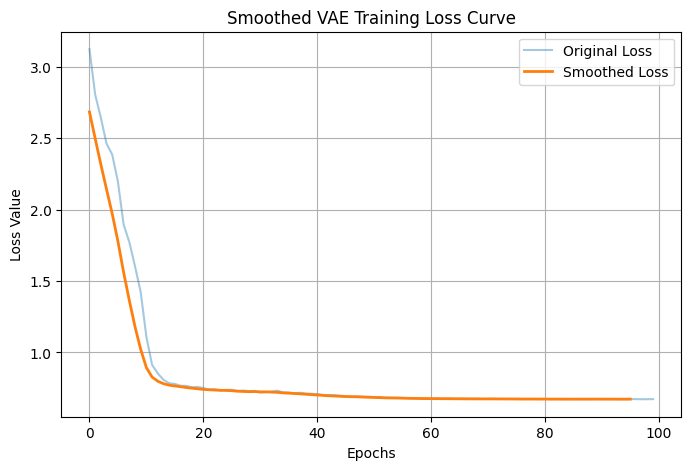 Smoothed VAE Training Loss Curve
Original Loss
Smoothed Loss
Loss Value
3.0
2.5
2.0
1.5
1.0
0
20
40
60
80
100
Epochs